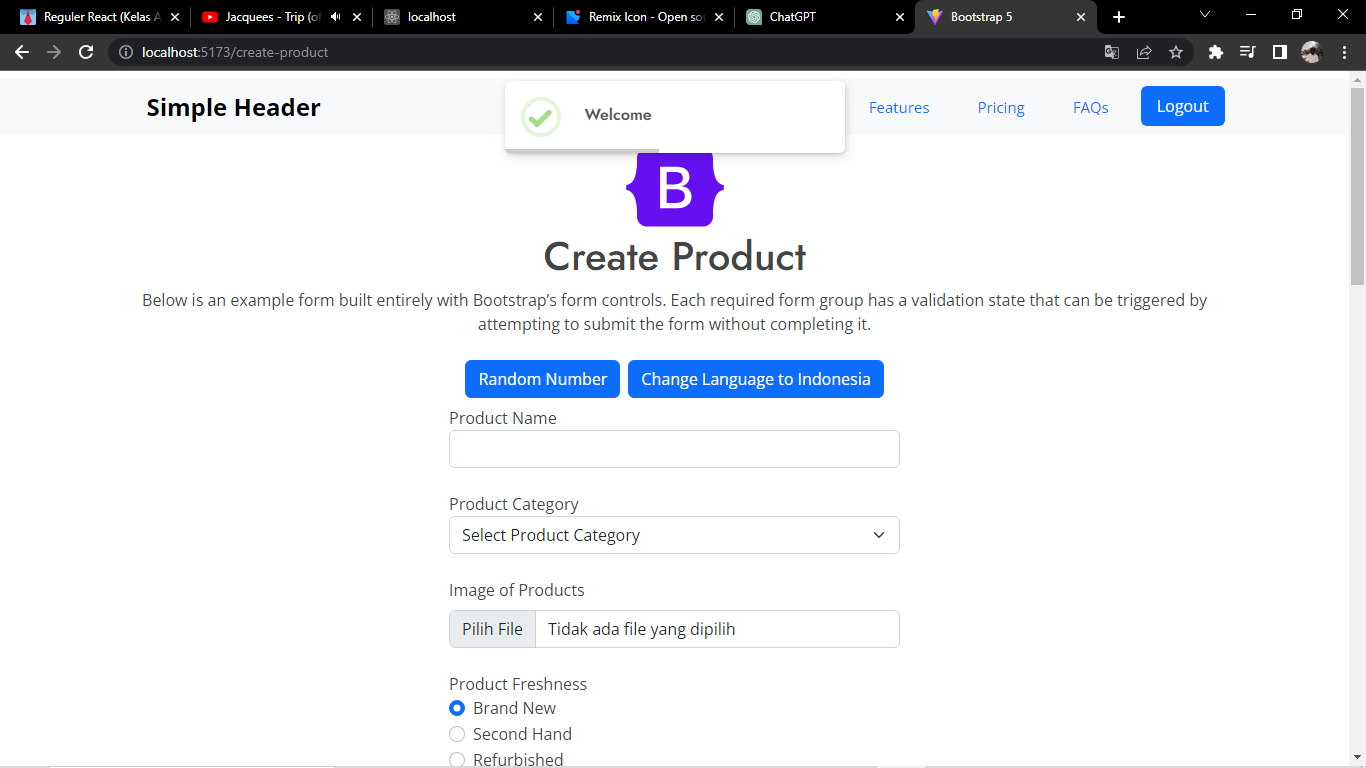 Reguler React (Kelas A
Jacquees - Trip (of
localhost
Remix Icon - Open sou
ChatGPT
Bootstrap 5
localhost:5173/create-product
Simple Header
Welcome
Features
Pricing
FAQs
Logout
B
Create Product
Below is an example form built entirely with Bootstrap’s form controls. Each required form group has a validation state that can be triggered by
attempting to submit the form without completing it.
Random Number
Change Language to Indonesia
Product Name
Product Category
Select Product Category
Image of Products
Pilih File
Tidak ada file yang dipilih
Product Freshness
Brand New
Second Hand
Refurbished